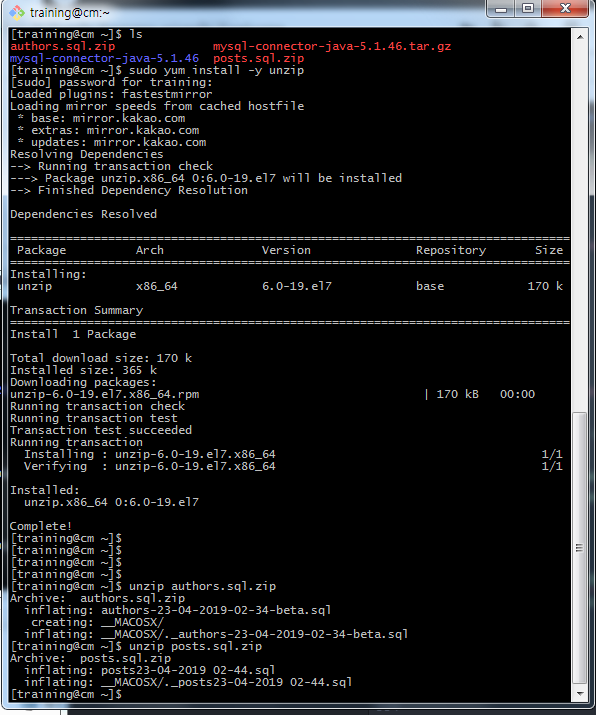 training@cm:~
[training@cm ~]$ ls
authors.sql.zip mysql-connector-java-5.1.46.tar.gz
mysql-connector-java-5.1.46 posts.sql.zip
[training@cm ~]$ sudo yum install -y unzip
[sudo] password for training:
Loaded plugins: fastestmirror
Loading mirror speeds from cached hostfile
 * base: mirror.kakao.com
 * extras: mirror.kakao.com
 * updates: mirror.kakao.com
Resolving Dependencies
--> Running transaction check
---> Package unzip.x86_64 0:6.0-19.el7 will be installed
--> Finished Dependency Resolution
Dependencies Resolved
================================================================================
 Package Arch Version Repository Size
================================================================================
Installing:
 unzip x86_64 6.0-19.el7 base 170 k
Transaction Summary
================================================================================
Install  1 Package
Total download size: 170 k
Installed size: 365 k
Downloading packages:
unzip-6.0-19.el7.x86_64.rpm | 170 kB 00:00
Running transaction check
Running transaction test
Transaction test succeeded
Running transaction
  Installing : unzip-6.0-19.el7.x86_64 1/1
  Verifying  : unzip-6.0-19.el7.x86_64 1/1
Installed:
  unzip.x86_64 0:6.0-19.el7
Complete!
[training@cm ~]$
[training@cm ~]$
[training@cm ~]$
[training@cm ~]$
[training@cm ~]$ unzip authors.sql.zip
Archive:  authors.sql.zip
  inflating: authors-23-04-2019-02-34-beta.sql
   creating: __MACOSX/
  inflating: __MACOSX/._authors-23-04-2019-02-34-beta.sql
[training@cm ~]$ unzip posts.sql.zip
Archive:  posts.sql.zip
  inflating: posts23-04-2019 02-44.sql
  inflating: __MACOSX/._posts23-04-2019 02-44.sql
[training@cm ~]$